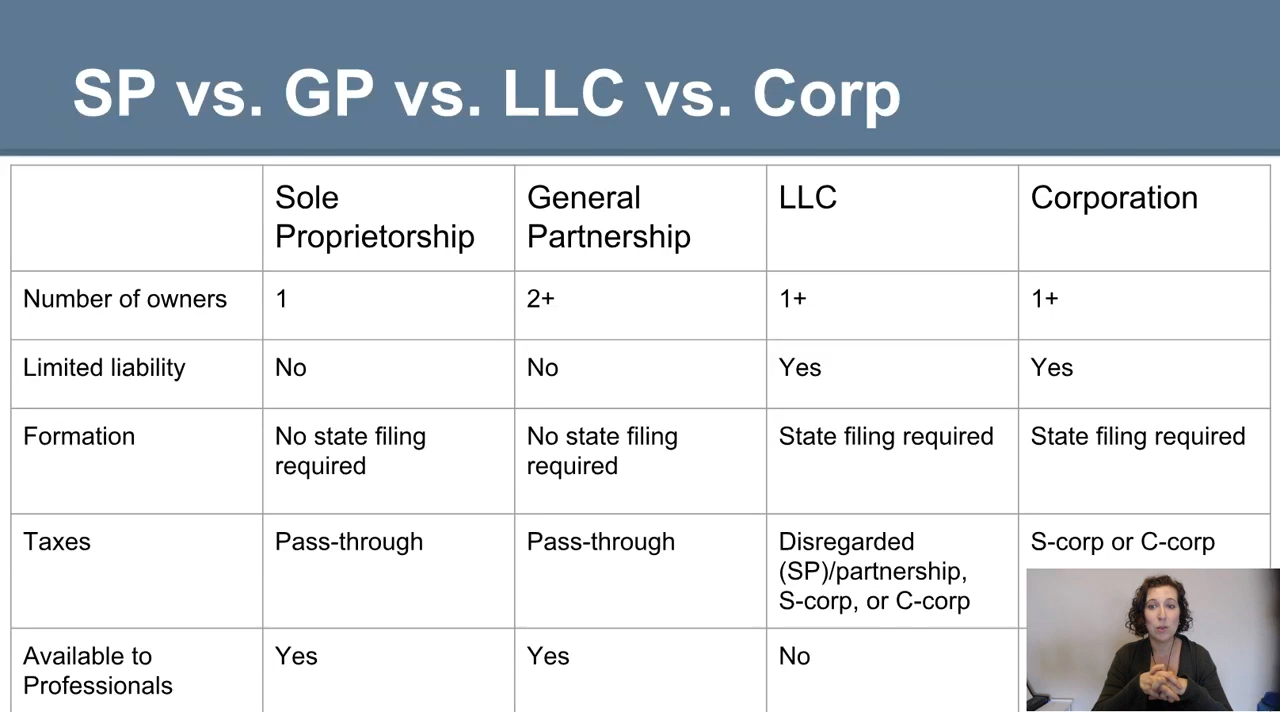 SP vs. GP vs. LLC vs. Corp
Sole
Proprietorship
General
Partnership
LLC
Corporation
Number of owners
1
2+
1+
1+
Limited liability
No
No
Yes
Yes
Formation
No state filing
required
No state filing
required
State filing required
State filing required
Taxes
Pass-through
Pass-through
Disregarded
(SP)/partnership,
S-corp, or C-corp
S-corp or C-corp
Available to
Professionals
Yes
Yes
No